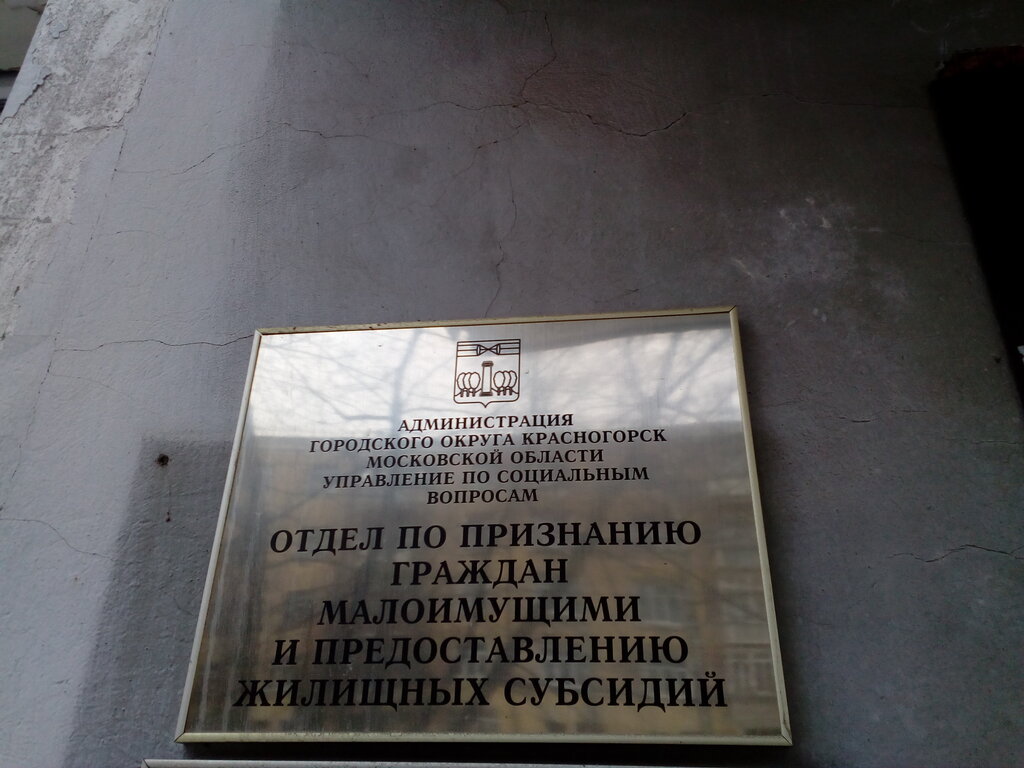 АДМИНИСТРАЦИЯ
ГОРОДСКОГО ОКРУГА КРАСНОГОРСК
МОСКОВСКОЙ ОБЛАСТИ
УПРАВЛЕНИЕ ПО СОЦИАЛЬНЫМ
ВОПРОСАМ
ОТДЕЛ ПО ПРИЗНАНИЮ
ГРАЖДАН
МАЛОИМУЩИМИ
И ПРЕДОСТАВЛЕНИЮ
ЖИЛИЩНЫХ СУБСИДИЙ